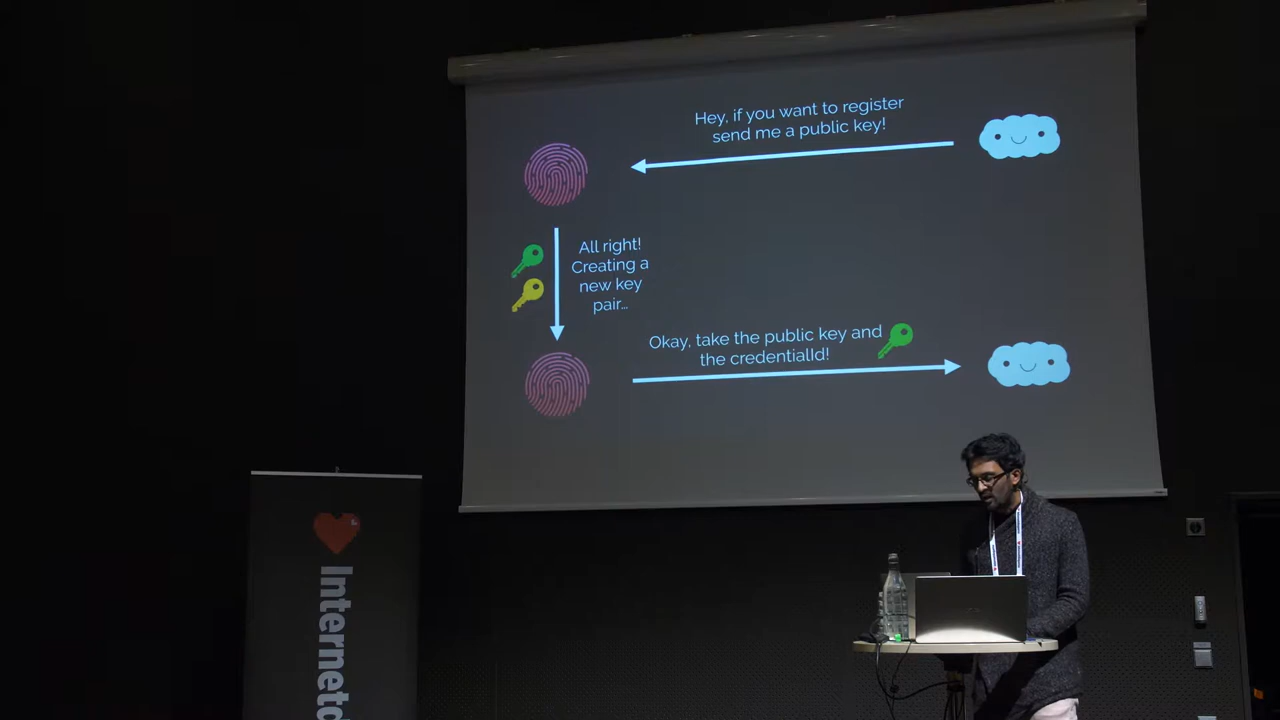 Hey, if you want to register
send me a public key!
All right!
Creating a
new key
pair...
Okay, take the public key and
the credentialId!
Internetd